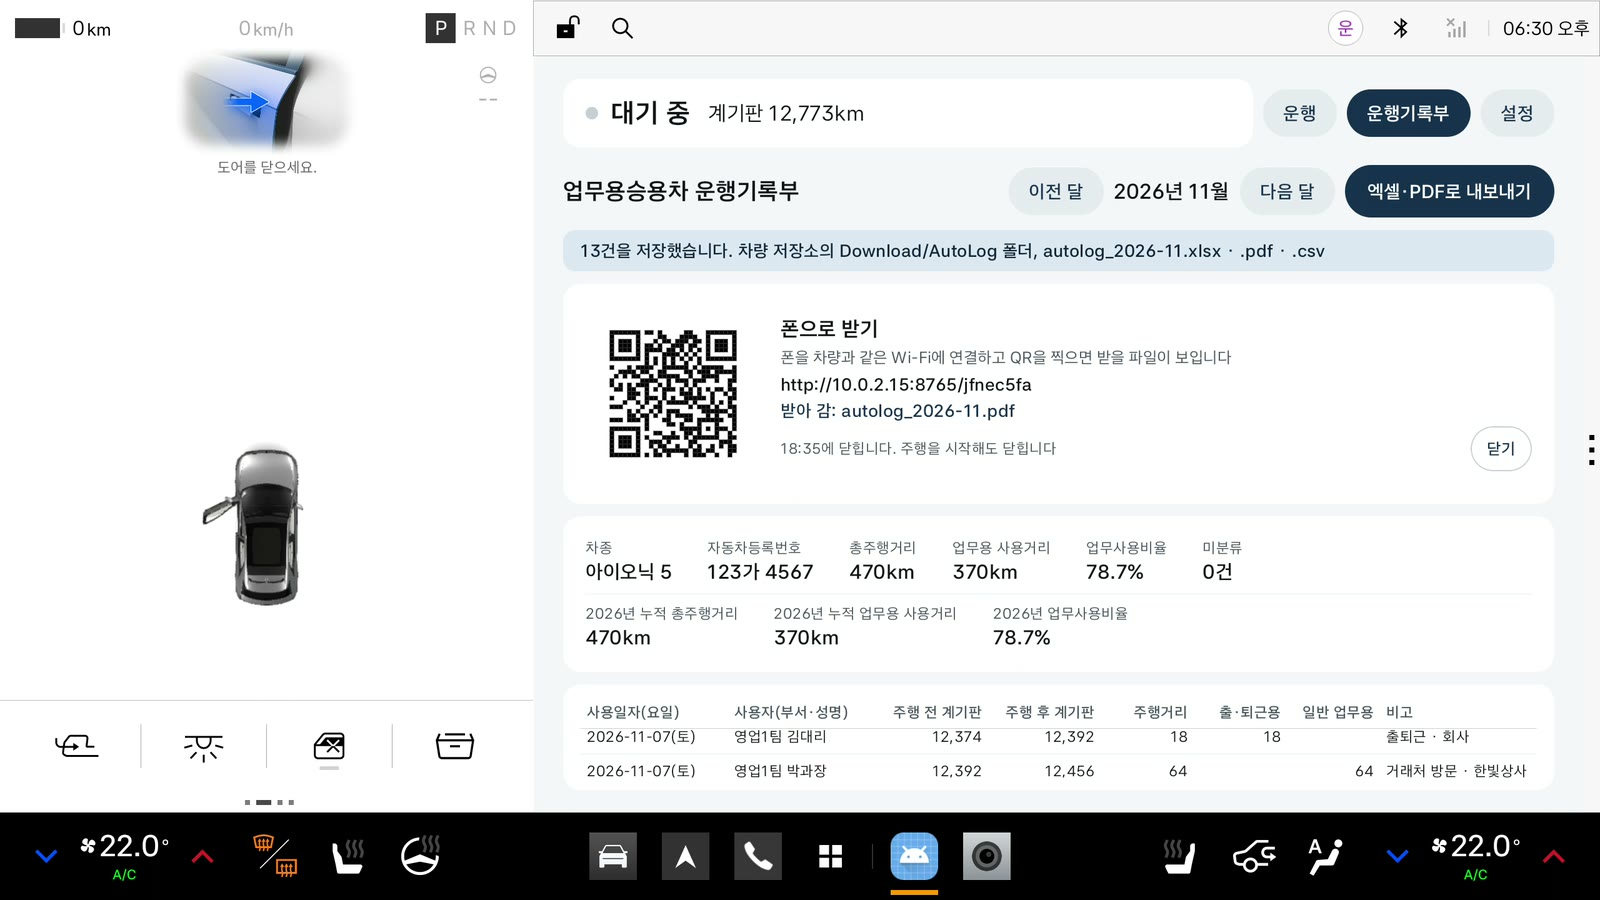 0km
0km/h
P R N D
--
도어를 닫으세요.
운
06:30 오후
대기 중 계기판 12,773km
운행
운행기록부
설정
업무용승용차 운행기록부
이전 달
2026년 11월
다음 달
엑셀·PDF로 내보내기
13건을 저장했습니다. 차량 저장소의 Download/AutoLog 폴더, autolog_2026-11.xlsx · .pdf · .csv
폰으로 받기
폰을 차량과 같은 Wi-Fi에 연결하고 QR을 찍으면 받을 파일이 보입니다
http://10.0.2.15:8765/jfnec5fa
받아 감: autolog_2026-11.pdf
18:35에 닫힙니다. 주행을 시작해도 닫힙니다
닫기
차종 자동차등록번호 총주행거리 업무용 사용거리 업무사용비율 미분류
아이오닉 5 123가 4567 470km 370km 78.7% 0건
2026년 누적 총주행거리 2026년 누적 업무용 사용거리 2026년 업무사용비율
470km 370km 78.7%
사용일자(요일) 사용자(부서·성명) 주행 전 계기판 주행 후 계기판 주행거리 출·퇴근용 일반 업무용 비고
2026-11-07(토) 영업1팀 김대리 12,374 12,392 18 18 출퇴근 · 회사
2026-11-07(토) 영업1팀 박과장 12,392 12,456 64 64 거래처 방문 · 한빛상사
22.0°
A/C
A
22.0°
A/C